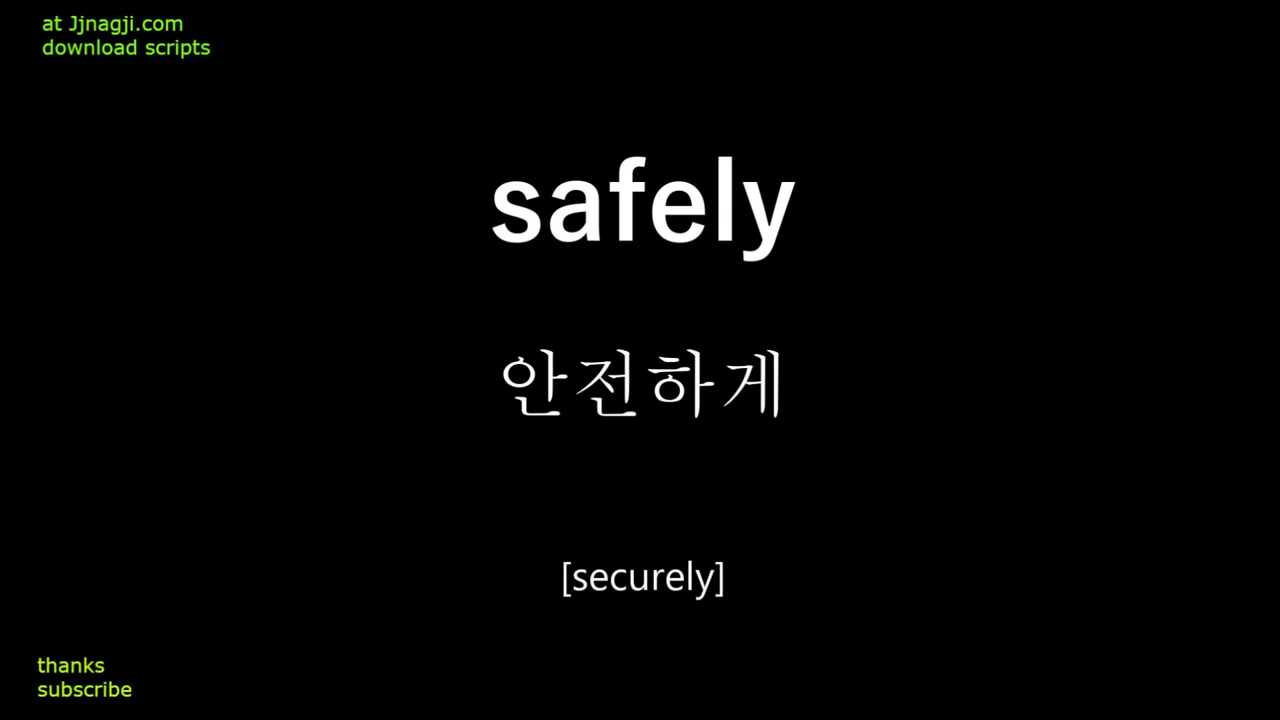 at Jjnagji.com
download scripts
safely
안전하게
[securely]
thanks
subscribe